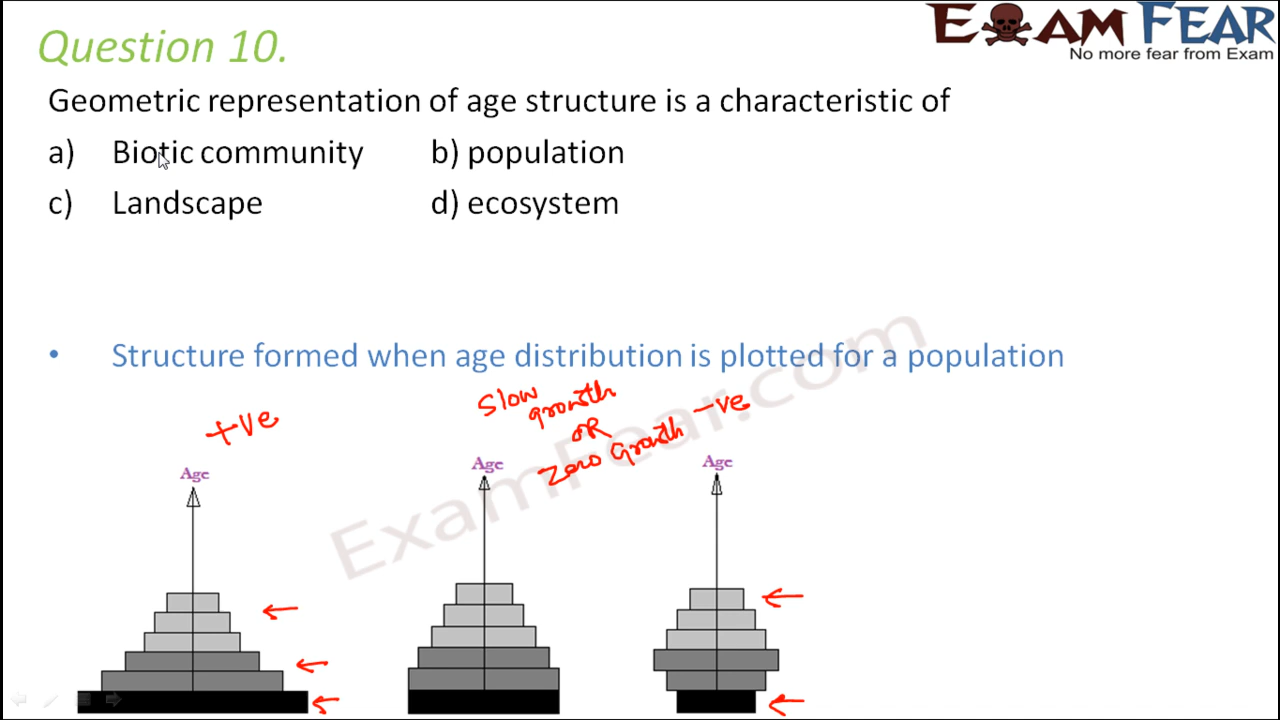 Question 10.
EXAM FEAR
No more fear from Exam
Geometric representation of age structure is a characteristic of
a) Biotic community b) population
c) Landscape d) ecosystem
• Structure formed when age distribution is plotted for a population
+ve
Slow
growth
OR
Zero Growth
-ve
Age
Age
Age
ExamFear.com